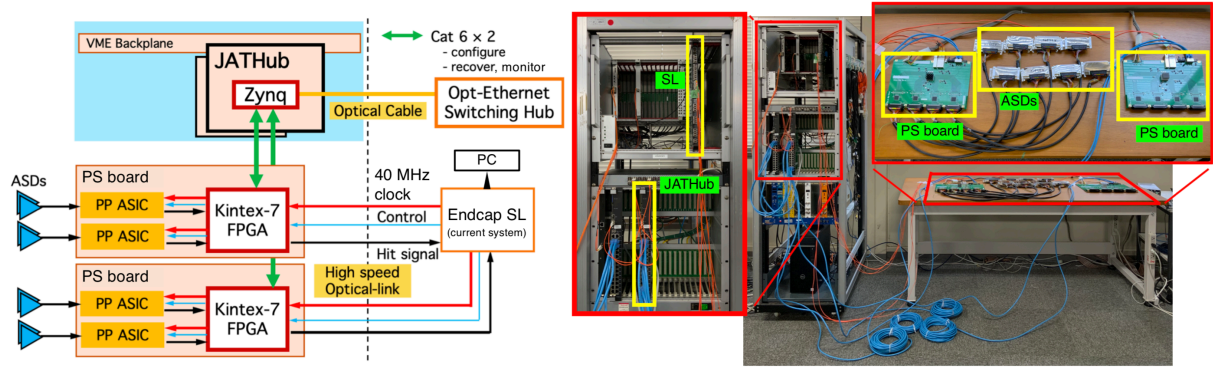 VME Backplane
JATHub
Zynq
Cat 6 × 2
- configure
- recover, monitor
Optical Cable
Opt-Ethernet
Switching Hub
ASDs
PS board
PP ASIC
PP ASIC
Kintex-7
FPGA
40 MHz
clock
Control
Hit signal
PC
Endcap SL
(current system)
High speed
Optical-link
PS board
PP ASIC
PP ASIC
Kintex-7
FPGA
SL
JATHub
ASDs
PS board
PS board